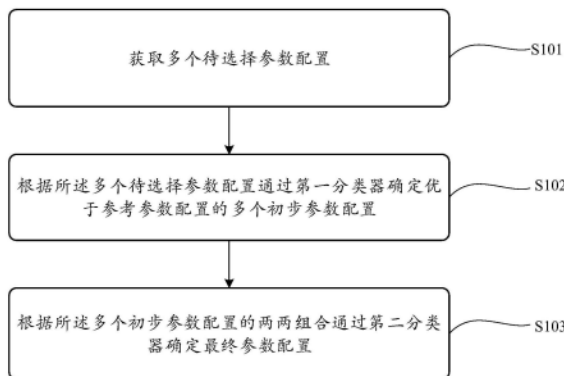 获取多个待选择参数配置
S101
根据所述多个待选择参数配置通过第一分类器确定优
于参考参数配置的多个初步参数配置
S102
根据所述多个初步参数配置的两两组合通过第二分类
器确定最终参数配置
S103